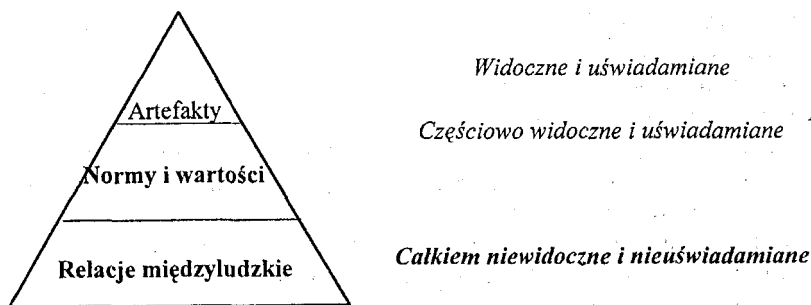 Widoczne i uświadamiane
Artefakty
Częściowo widoczne i uświadamiane
Normy i wartości
Relacje międzyludzkie
Całkiem niewidoczne i nieuświadamiane